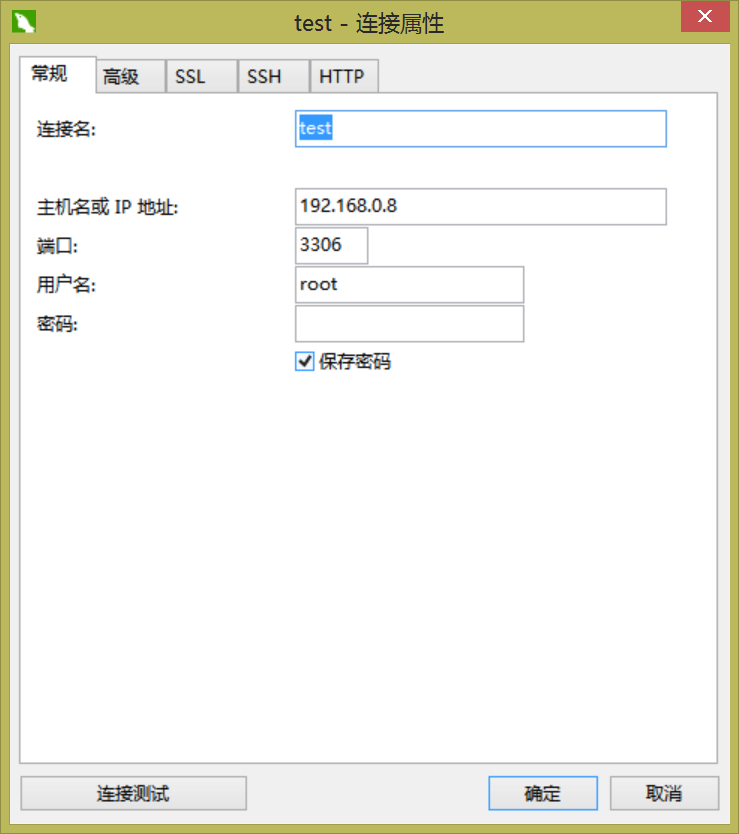 test - 连接属性
常规 高级 SSL SSH HTTP
连接名: test
主机名或 IP 地址: 192.168.0.8
端口: 3306
用户名: root
密码:
保存密码
连接测试 确定 取消